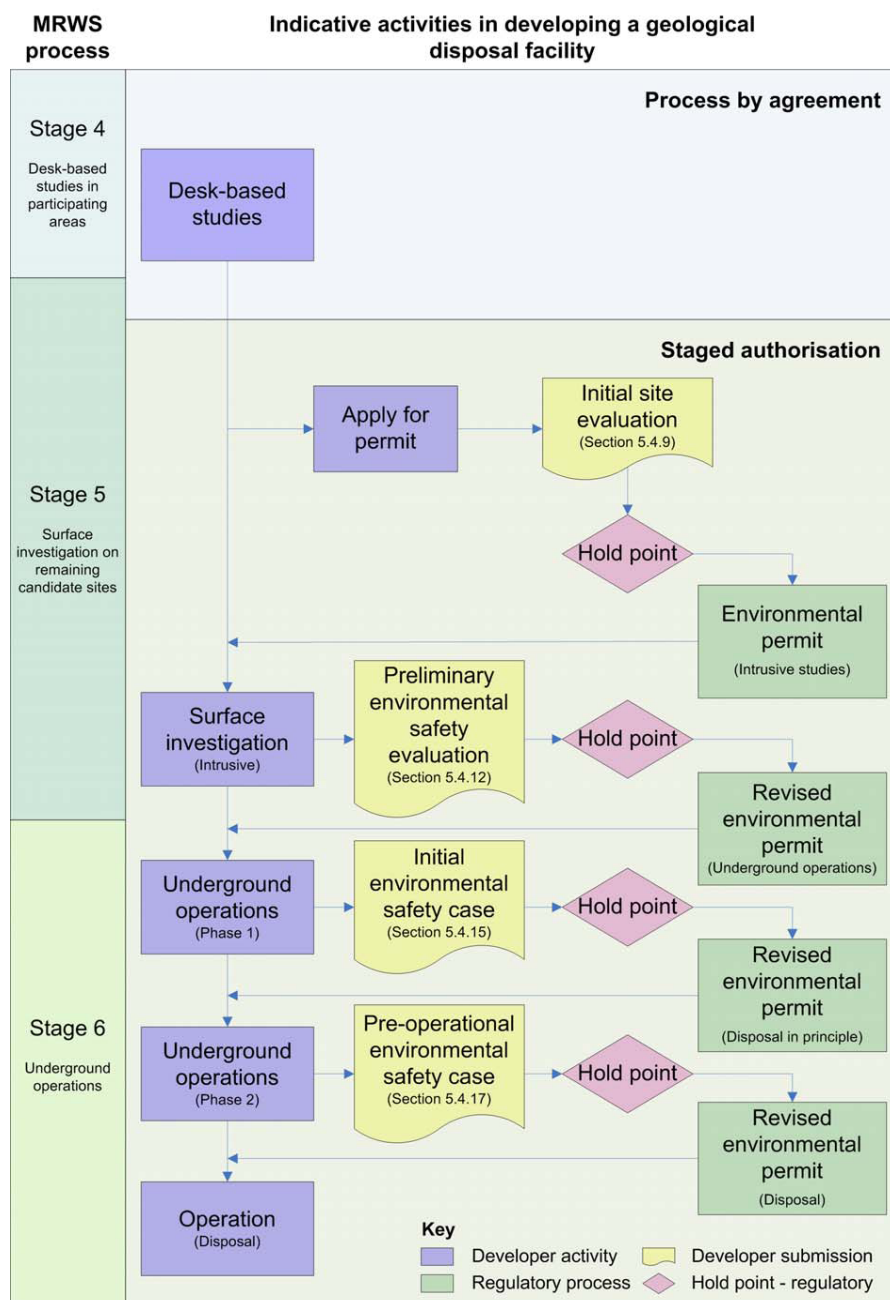 MRWS
process
Indicative activities in developing a geological
disposal facility
Process by agreement
Stage 4
Desk-based
studies in
participating
areas
Desk-based
studies
Staged authorisation
Apply for
permit
Initial site
evaluation
(Section 5.4.9)
Stage 5
Surface
investigation on
remaining
candidate sites
Hold point
Environmental
permit
(Intrusive studies)
Surface
investigation
(Intrusive)
Preliminary
environmental
safety
evaluation
(Section 5.4.12)
Hold point
Revised
environmental
permit
(Underground operations)
Stage 6
Underground
operations
Underground
operations
(Phase 1)
Initial
environmental
safety case
(Section 5.4.15)
Hold point
Revised
environmental
permit
(Disposal in principle)
Underground
operations
(Phase 2)
Pre-operational
environmental
safety case
(Section 5.4.17)
Hold point
Revised
environmental
permit
(Disposal)
Operation
(Disposal)
Key
Developer activity
Developer submission
Regulatory process
Hold point - regulatory